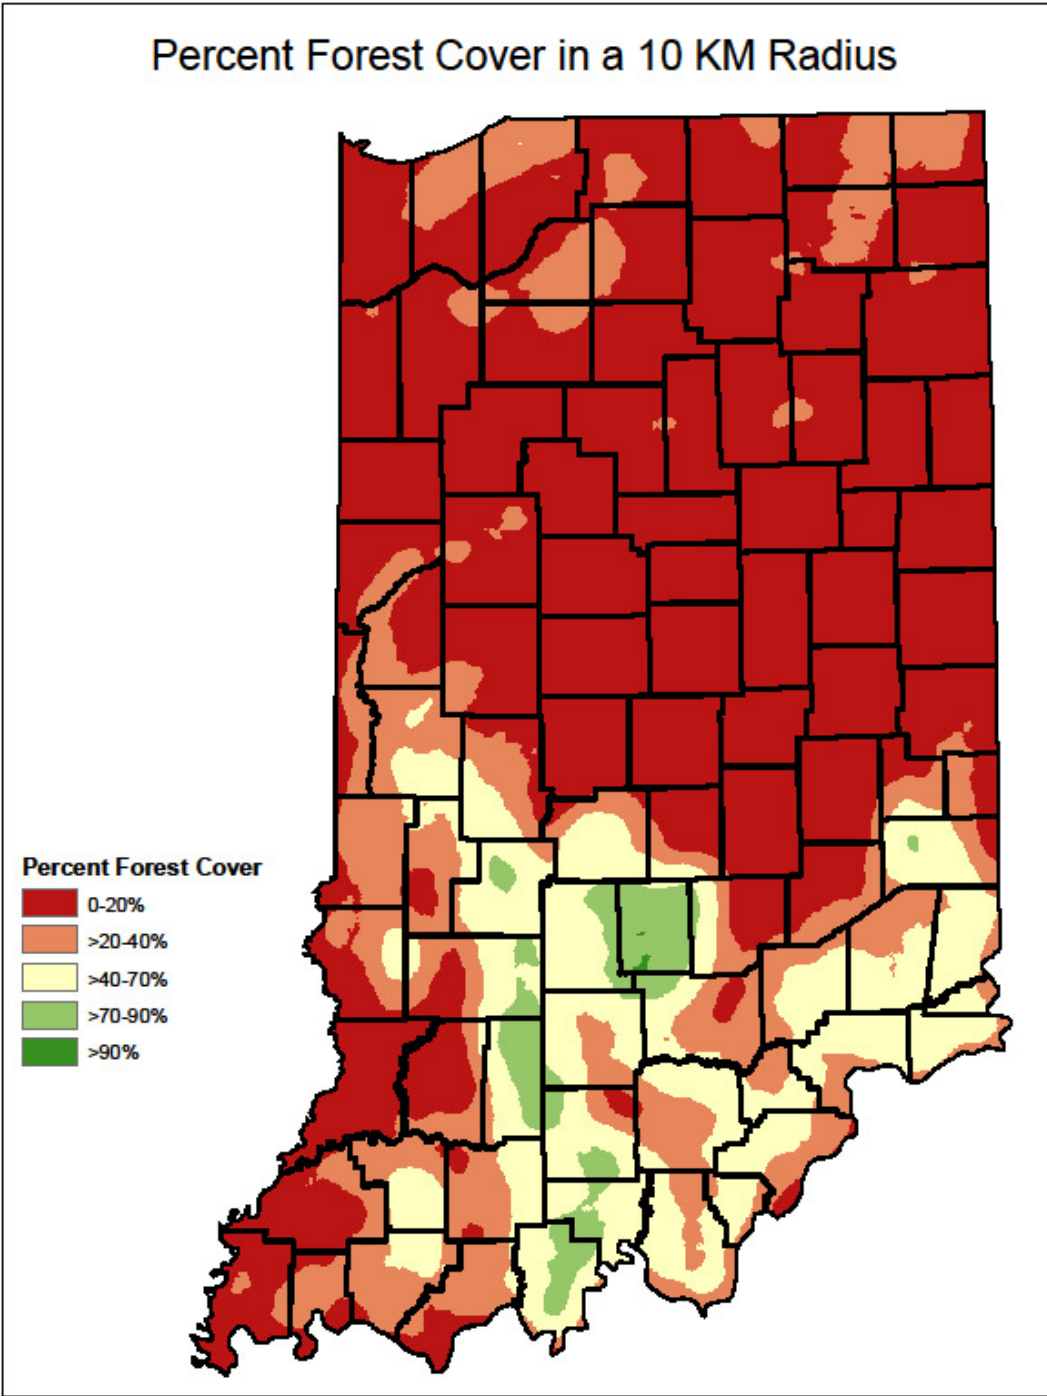 Percent Forest Cover in a 10 KM Radius
Percent Forest Cover
0-20%
>20-40%
>40-70%
>70-90%
>90%